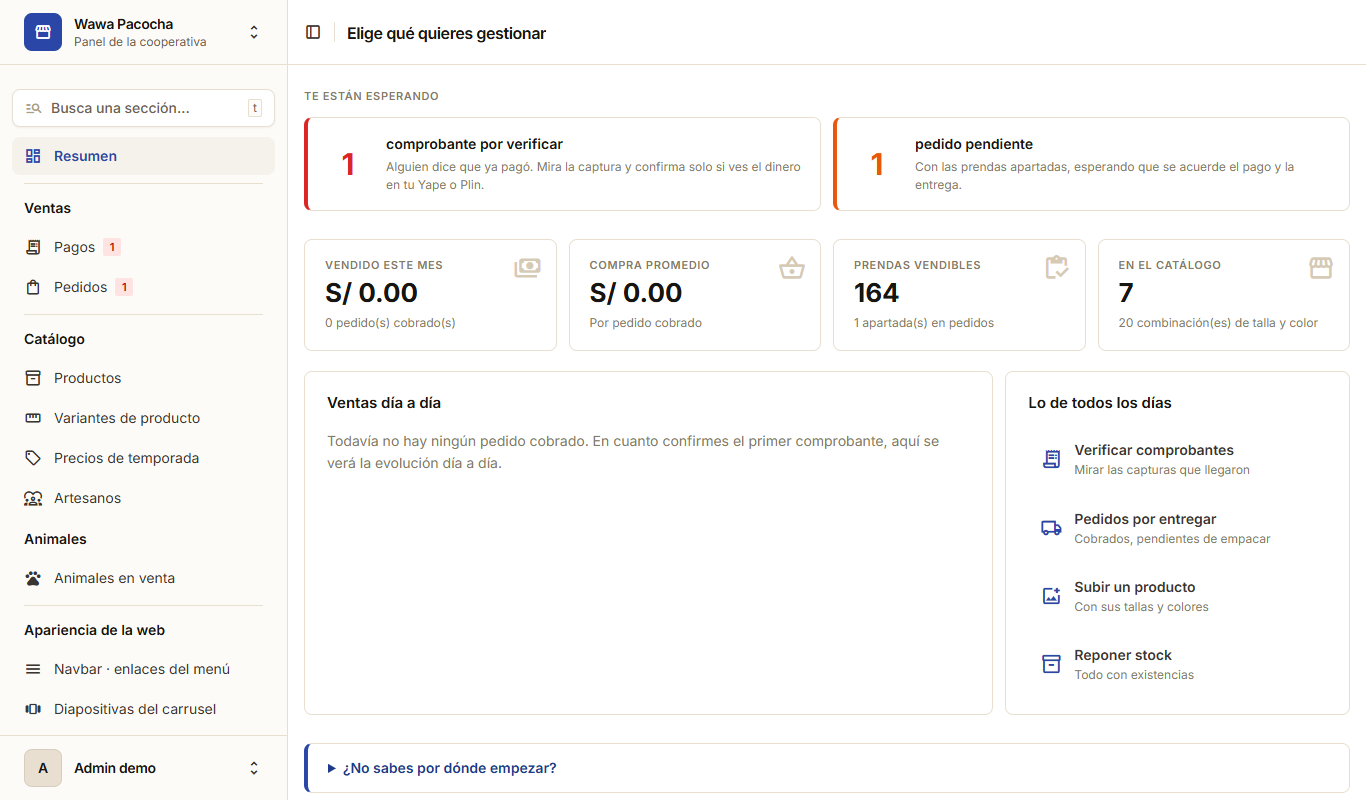 Wawa Pacocha
Panel de la cooperativa
Busca una sección...
t
Resumen
Ventas
Pagos 1
Pedidos 1
Catálogo
Productos
Variantes de producto
Precios de temporada
Artesanos
Animales
Animales en venta
Apariencia de la web
Navbar · enlaces del menú
Diapositivas del carrusel
A
Admin demo
Elige qué quieres gestionar
TE ESTÁN ESPERANDO
1
comprobante por verificar
Alguien dice que ya pagó. Mira la captura y confirma solo si ves el dinero
en tu Yape o Plin.
1
pedido pendiente
Con las prendas apartadas, esperando que se acuerde el pago y la
entrega.
VENDIDO ESTE MES
S/ 0.00
0 pedido(s) cobrado(s)
COMPRA PROMEDIO
S/ 0.00
Por pedido cobrado
PRENDAS VENDIBLES
164
1 apartada(s) en pedidos
EN EL CATÁLOGO
7
20 combinación(es) de talla y color
Ventas día a día
Todavía no hay ningún pedido cobrado. En cuanto confirmes el primer comprobante, aquí se
verá la evolución día a día.
Lo de todos los días
Verificar comprobantes
Mirar las capturas que llegaron
Pedidos por entregar
Cobrados, pendientes de empacar
Subir un producto
Con sus tallas y colores
Reponer stock
Todo con existencias
¿No sabes por dónde empezar?